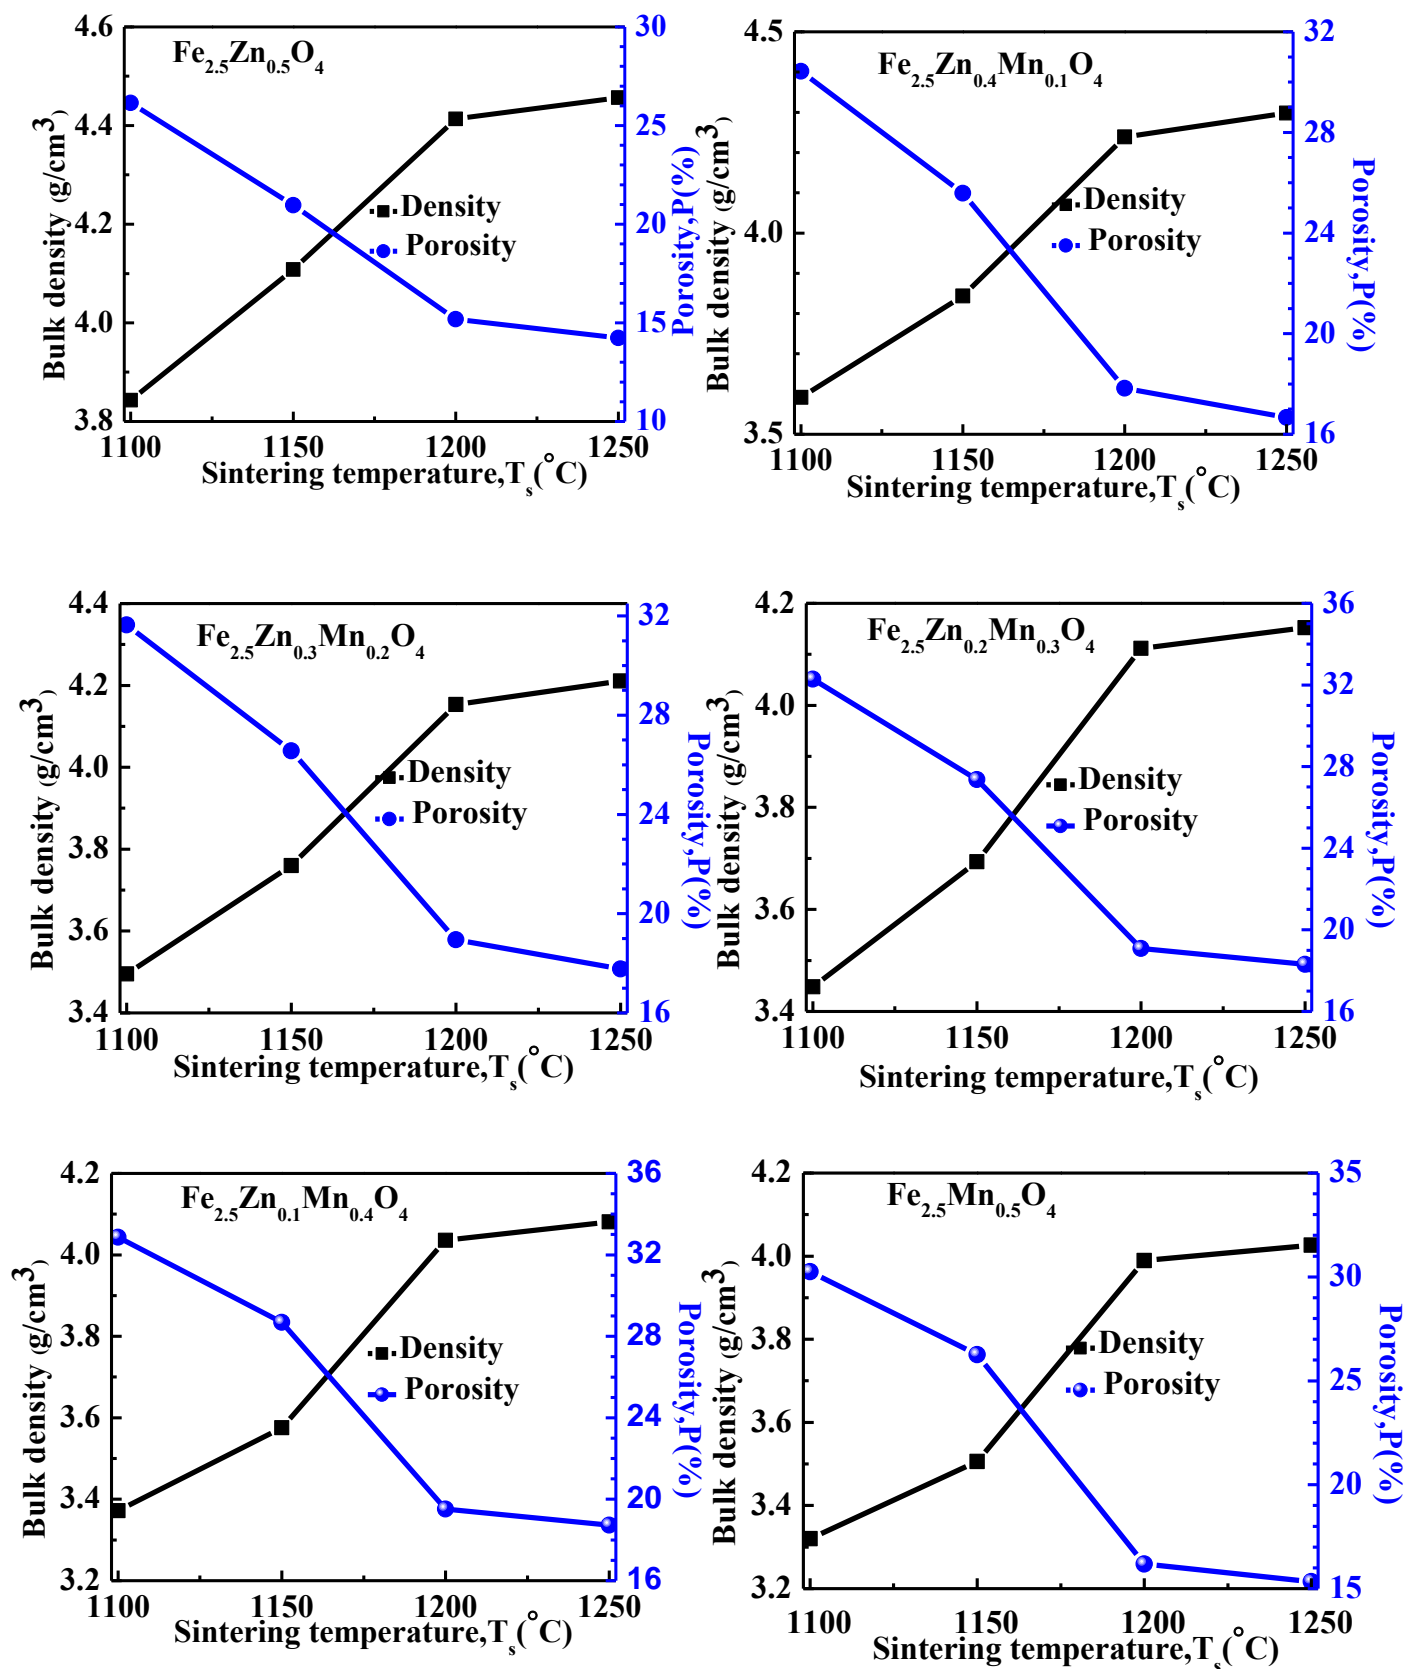 Fe2.5Zn0.5O4
4.6
4.4
4.2
4.0
3.8
Bulk density (g/cm3)
Density
Porosity
30
25
20
15
10
Porosity,P(%)
1100 1150 1200 1250
Sintering temperature,Ts(°C)
Fe2.5Zn0.4Mn0.1O4
4.5
4.0
3.5
Bulk density (g/cm3)
Density
Porosity
32
28
24
20
16
Porosity,P(%)
1100 1150 1200 1250
Sintering temperature,Ts(°C)
Fe2.5Zn0.3Mn0.2O4
4.4
4.2
4.0
3.8
3.6
3.4
Bulk density (g/cm3)
Density
Porosity
32
28
24
20
16
Porosity,P(%)
1100 1150 1200 1250
Sintering temperature,Ts(°C)
Fe2.5Zn0.2Mn0.3O4
4.2
4.0
3.8
3.6
3.4
Bulk density (g/cm3)
Density
Porosity
36
32
28
24
20
16
Porosity,P(%)
1100 1150 1200 1250
Sintering temperature,Ts(°C)
Fe2.5Zn0.1Mn0.4O4
4.2
4.0
3.8
3.6
3.4
3.2
Bulk density (g/cm3)
Density
Porosity
36
32
28
24
20
16
Porosity,P(%)
1100 1150 1200 1250
Sintering temperature,Ts(°C)
Fe2.5Mn0.5O4
4.2
4.0
3.8
3.6
3.4
3.2
Bulk density (g/cm3)
Density
Porosity
35
30
25
20
15
Porosity,P(%)
1100 1150 1200 1250
Sintering temperature,Ts(°C)